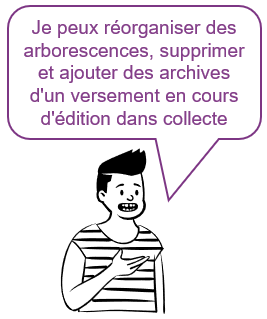 Je peux réorganiser des
arborescences, supprimer
et ajouter des archives
d'un versement en cours
d'édition dans collecte